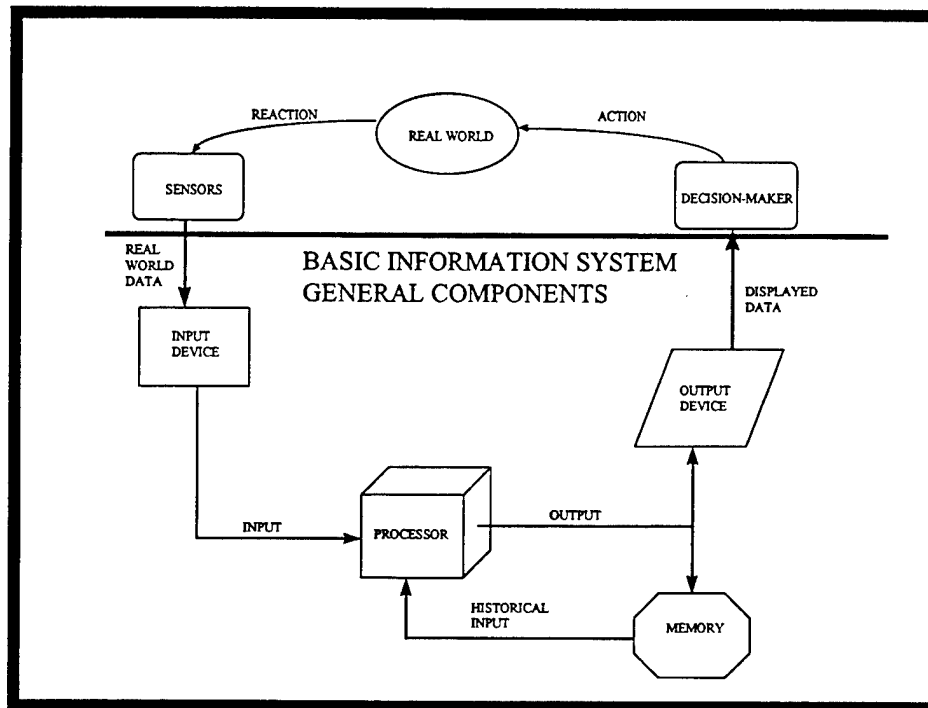 REACTION
REAL WORLD
ACTION
SENSORS
DECISION-MAKER
REAL
WORLD
DATA
BASIC INFORMATION SYSTEM
GENERAL COMPONENTS
DISPLAYED
DATA
INPUT
DEVICE
OUTPUT
DEVICE
INPUT
PROCESSOR
OUTPUT
HISTORICAL
INPUT
MEMORY